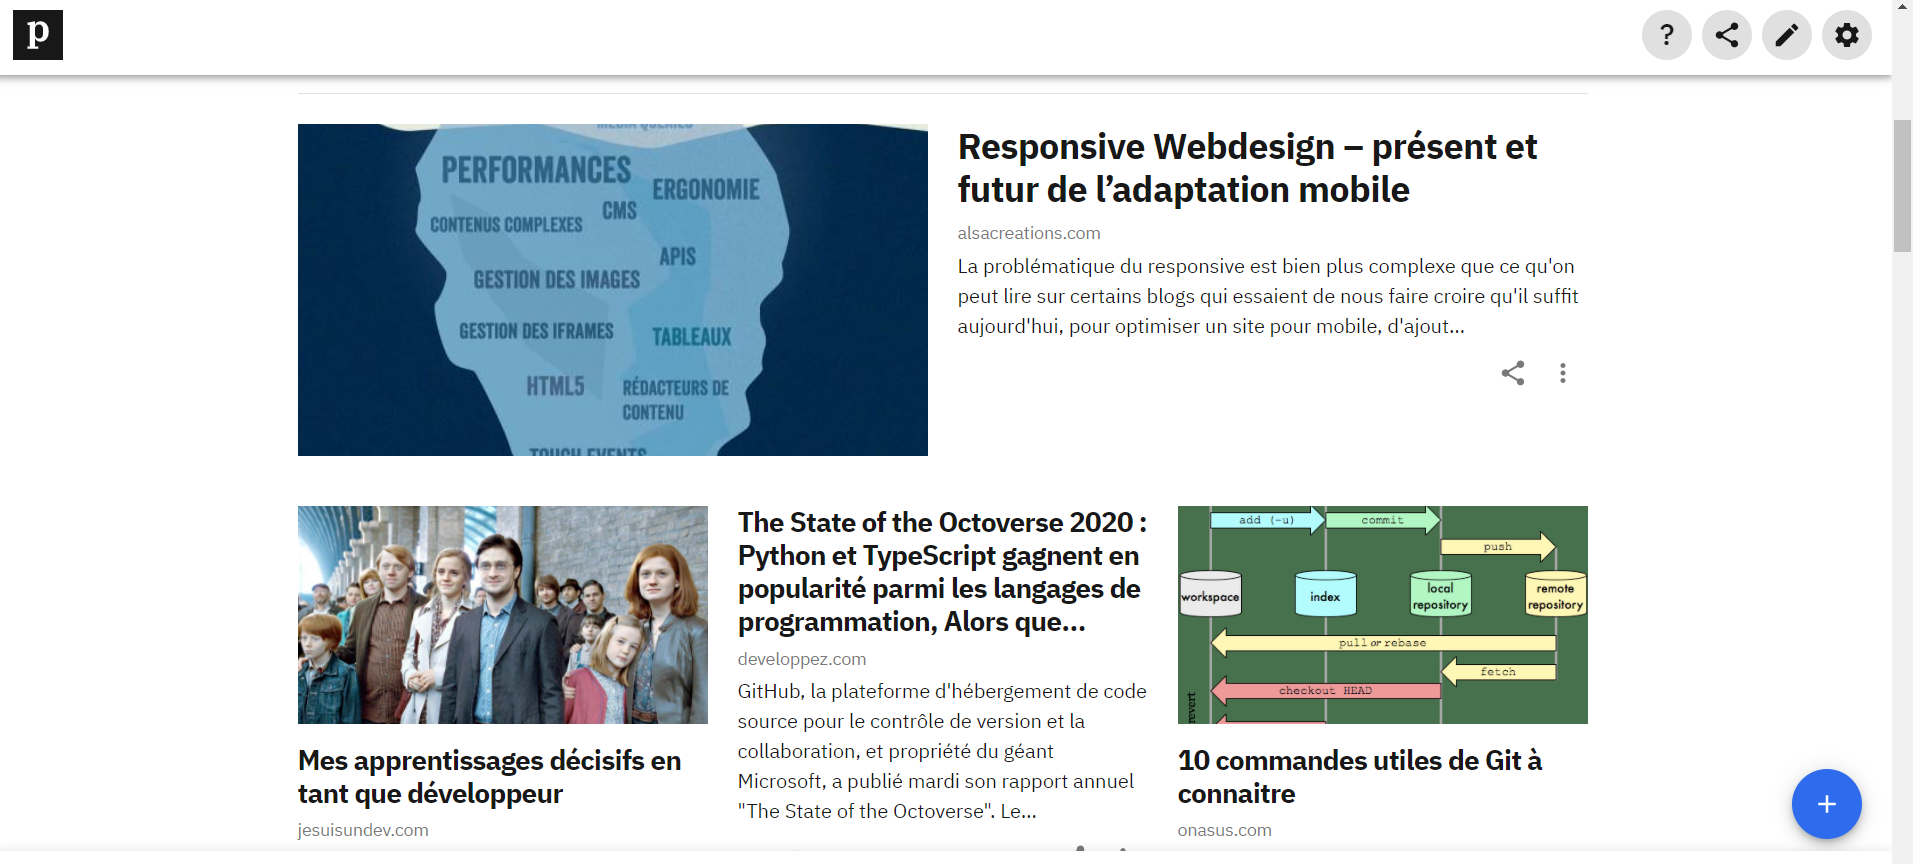 p
?
MEDIA QUERIES
PERFORMANCES
ERGONOMIE
CMS
CONTENUS COMPLEXES
APIS
GESTION DES IMAGES
GESTION DES IFRAMES
TABLEAUX
HTML5
RÉDACTEURS DE
CONTENU
TOUCH EVENTS
Responsive Webdesign – présent et
futur de l’adaptation mobile
alsacreations.com
La problématique du responsive est bien plus complexe que ce qu'on
peut lire sur certains blogs qui essaient de nous faire croire qu'il suffit
aujourd'hui, pour optimiser un site pour mobile, d'ajout...
Mes apprentissages décisifs en
tant que développeur
jesuisundev.com
The State of the Octoverse 2020 :
Python et TypeScript gagnent en
popularité parmi les langages de
programmation, Alors que...
developpez.com
GitHub, la plateforme d'hébergement de code
source pour le contrôle de version et la
collaboration, et propriété du géant
Microsoft, a publié mardi son rapport annuel
"The State of the Octoverse". Le...
add (-u)
commit
push
workspace
index
local
repository
remote
repository
pull or rebase
fetch
checkout HEAD
revert
10 commandes utiles de Git à
connaitre
onasus.com
+